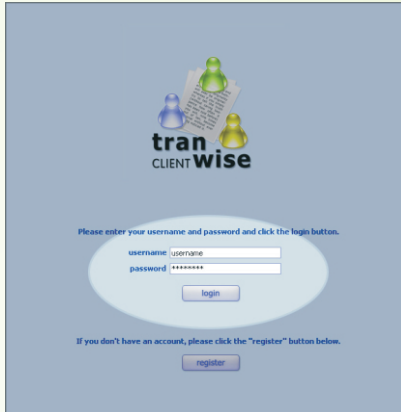 tran
CLIENT wise
Please enter your username and password and click the login button.
username username
password ********
login
If you don't have an account, please click the "register" button below.
register